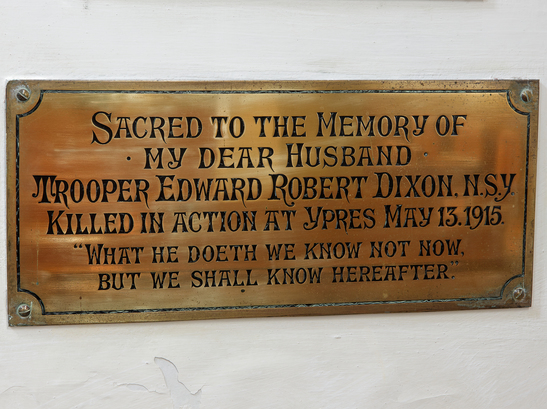 SACRED TO THE MEMORY OF
· MY DEAR HUSBAND ·
TROOPER EDWARD ROBERT DIXON. N.S.Y.
KILLED IN ACTION AT YPRES MAY 13. 1915.
"WHAT HE DOETH WE KNOW NOT NOW,
BUT WE SHALL KNOW HEREAFTER."